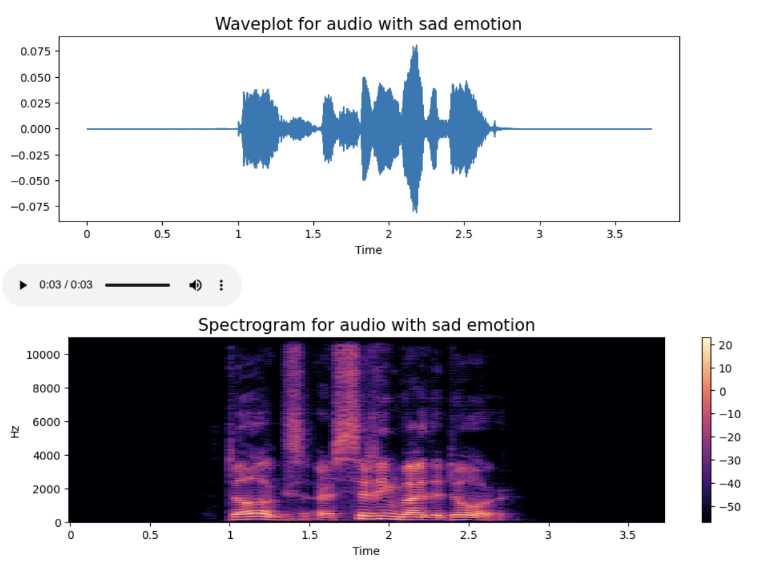 Waveplot for audio with sad emotion
0.075
0.050
0.025
0.000
−0.025
−0.050
−0.075
0 0.5 1 1.5 2 2.5 3 3.5
Time
0:03 / 0:03
Spectrogram for audio with sad emotion
10000
8000
6000
4000
2000
0
Hz
0 0.5 1 1.5 2 2.5 3 3.5
Time
20
10
0
−10
−20
−30
−40
−50